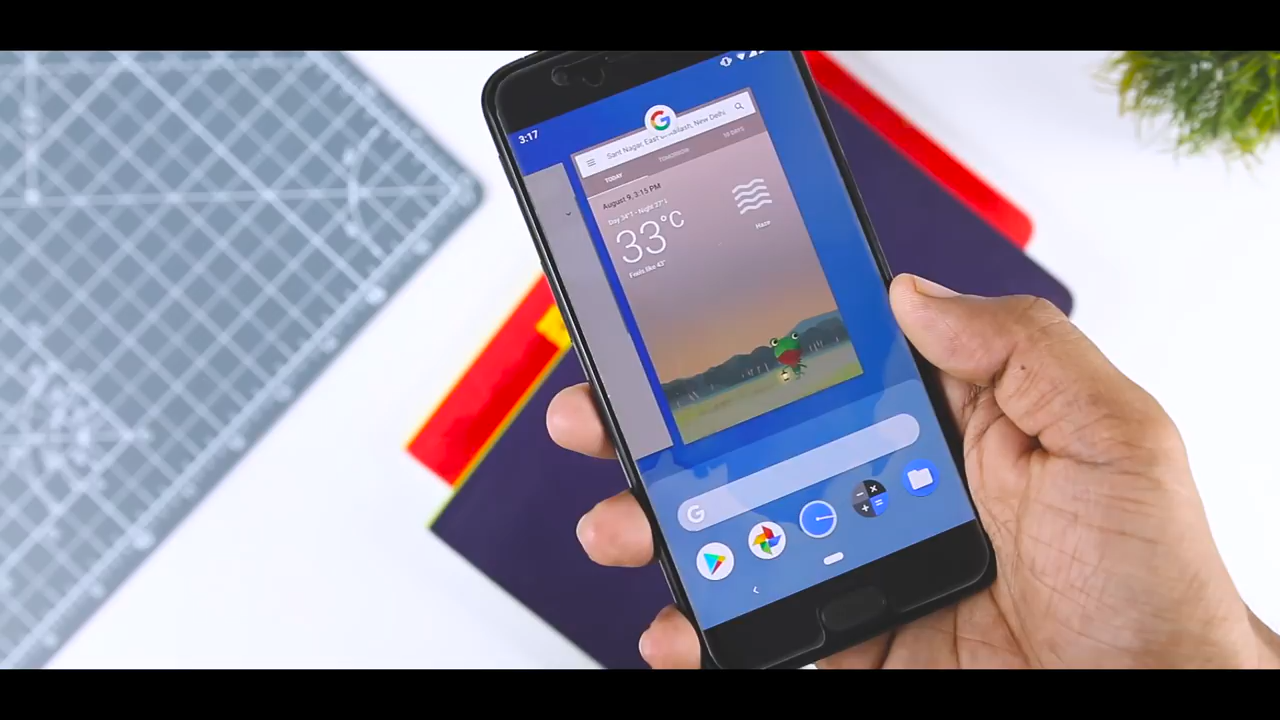 3:17
Sant Nagar, East of Kailash, New Delhi
TODAY
TOMORROW
10 DAYS
August 9, 2:15 PM
Day 34°↑ • Night 27°↓
33°C
Feels like 43°
Haze
G